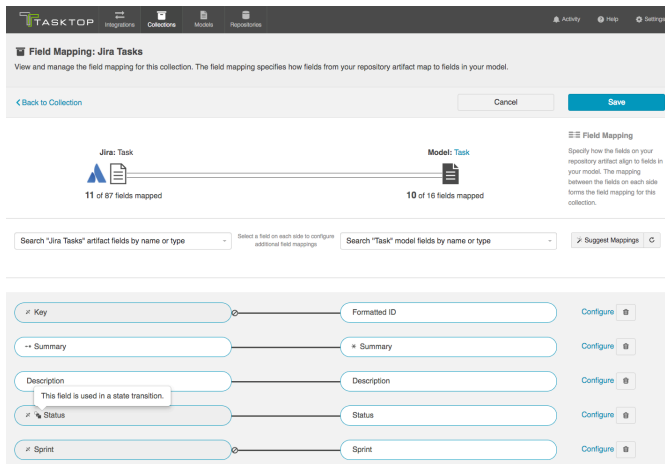 TASKTOP
Integrations
Collections
Models
Repositories
Activity
Help
Settings
Field Mapping: Jira Tasks
View and manage the field mapping for this collection. The field mapping specifies how fields from your repository artifact map to fields in your model.
Back to Collection
Cancel
Save
Jira: Task
Model: Task
11 of 87 fields mapped
10 of 16 fields mapped
Field Mapping
Specify how the fields on your
repository artifact align to fields in
your model. The mapping
between the fields on each side
forms the field mapping for this
collection.
Search "Jira Tasks" artifact fields by name or type
Select a field on each side to configure
additional field mappings
Search "Task" model fields by name or type
Suggest Mappings
Key
Formatted ID
Configure
Summary
Summary
Configure
Description
Description
Configure
This field is used in a state transition.
Status
Status
Configure
Sprint
Sprint
Configure